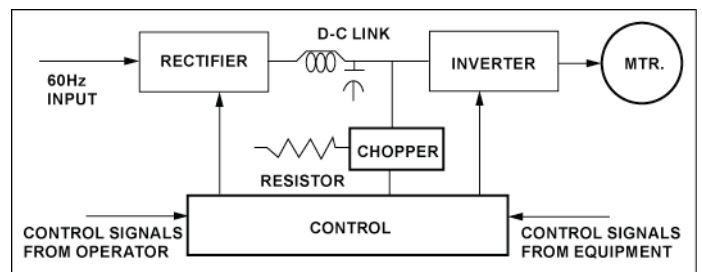 D-C LINK
RECTIFIER
INVERTER
MTR.
60Hz
INPUT
CHOPPER
RESISTOR
CONTROL
CONTROL SIGNALS
FROM OPERATOR
CONTROL SIGNALS
FROM EQUIPMENT